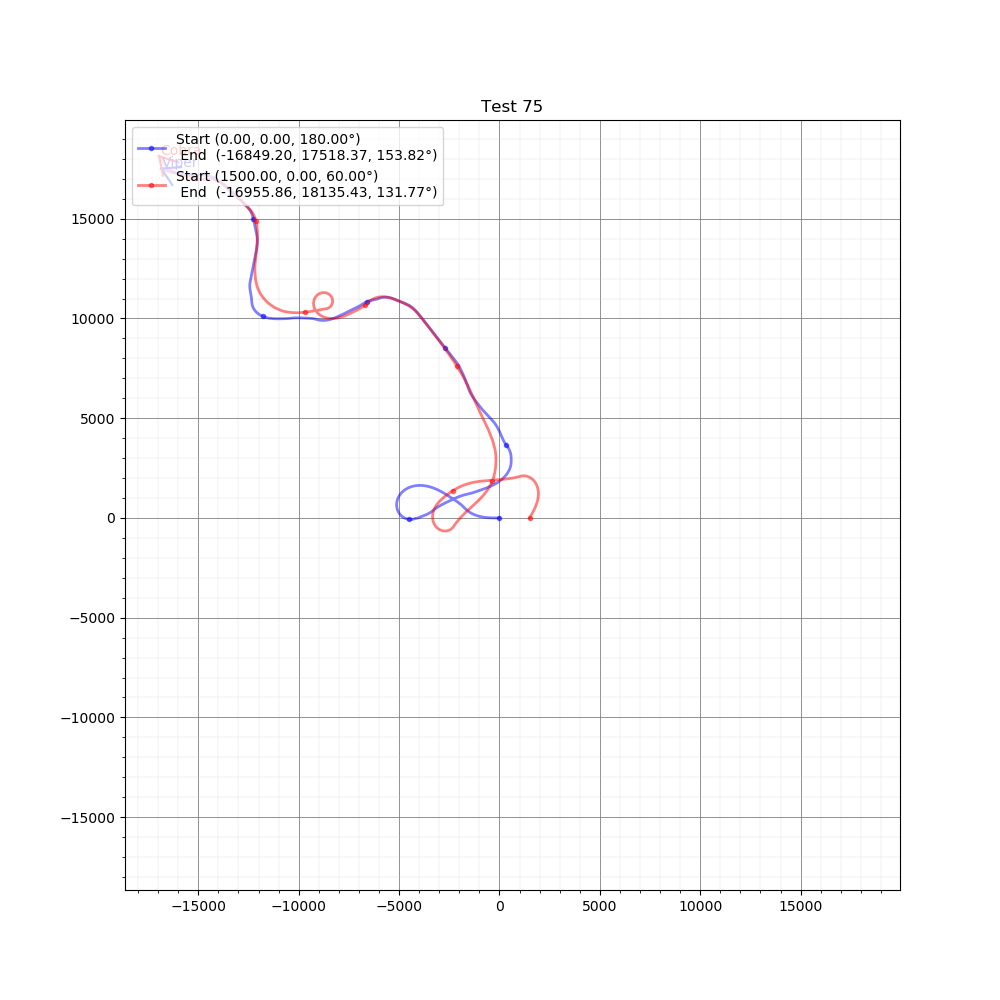 Test 75
Start (0.00, 0.00, 180.00°)
End (-16849.20, 17518.37, 153.82°)
Start (1500.00, 0.00, 60.00°)
End (-16955.86, 18135.43, 131.77°)
Cobra
Viper
15000
10000
5000
0
−5000
−10000
−15000
−15000 −10000 −5000 0 5000 10000 15000